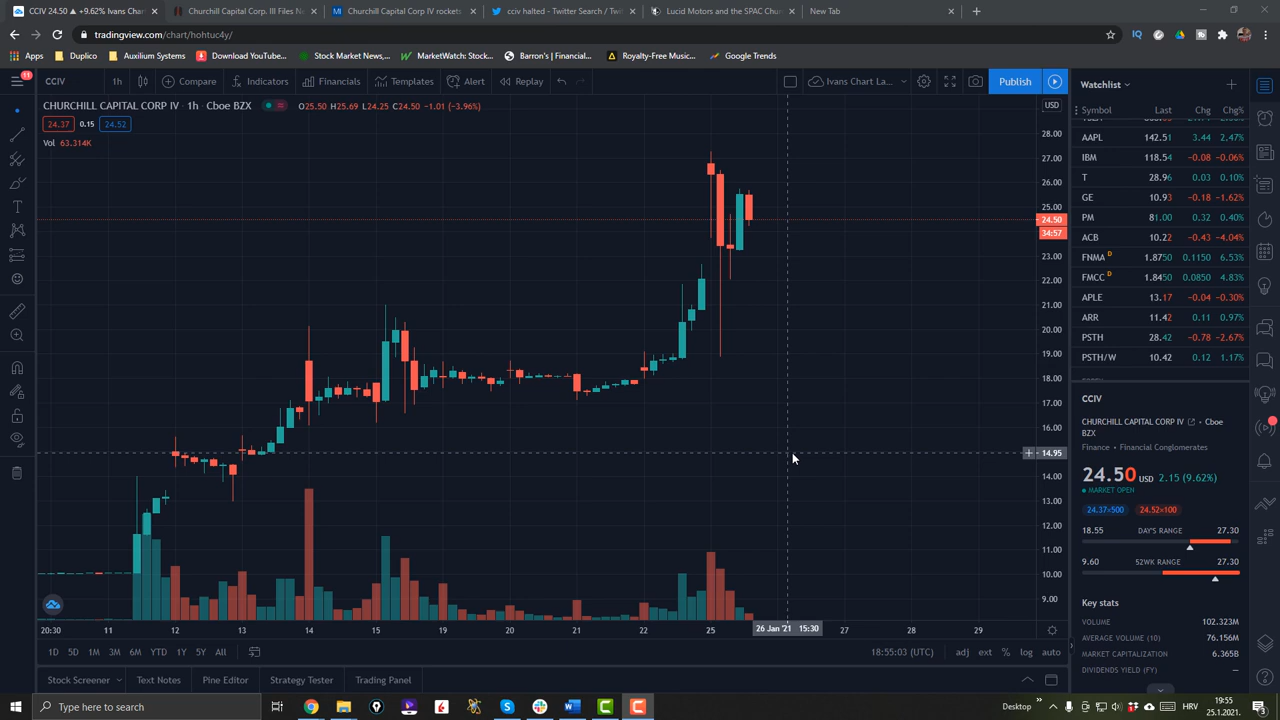 CCIV 24.50 ▲ +9.62% Ivans Char
Churchill Capital Corp. III Files N
Churchill Capital Corp IV rockets
cciv halted - Twitter Search / Tw
Lucid Motors and the SPAC Chu
New Tab
tradingview.com/chart/hohtuc4y/
Apps
Duplico
Auxilium Systems
Download YouTube...
Stock Market News,...
MarketWatch: Stoc...
Barron's | Financial...
Royalty-Free Music...
Google Trends
11
CCIV
1h
Compare
Indicators
Financials
Templates
Alert
Replay
Ivans Chart La...
Publish
Watchlist
CHURCHILL CAPITAL CORP IV · 1h · Cboe BZX
O25.50 H25.69 L24.25 C24.50 −1.01 (−3.96%)
24.37 0.15 24.52
Vol 63.314K
USD
28.00
27.00
26.00
25.00
24.50
34:57
23.00
22.00
21.00
20.00
19.00
18.00
17.00
16.00
14.95
14.00
13.00
12.00
11.00
10.00
9.00
20:30 12 13 14 15 19 20 21 22 25 26 Jan '21 15:30 27 28 29
1D 5D 1M 3M 6M YTD 1Y 5Y All
18:55:03 (UTC) adj ext % log auto
Stock Screener
Text Notes
Pine Editor
Strategy Tester
Trading Panel
Symbol Last Chg Chg%
AAPL 142.51 3.44 2.47%
IBM 118.54 −0.08 −0.06%
T 28.96 0.03 0.10%
GE 10.93 −0.18 −1.62%
PM 81.00 0.32 0.40%
ACB 10.22 −0.43 −4.04%
FNMA D 1.8750 0.1150 6.53%
FMCC D 1.8450 0.0850 4.83%
APLE 13.17 −0.04 −0.30%
ARR 11.42 0.11 0.97%
PSTH 28.42 −0.78 −2.67%
PSTH/W 10.42 0.12 1.17%
CCIV
CHURCHILL CAPITAL CORP IV • Cboe
BZX
Finance • Financial Conglomerates
24.50 USD 2.15 (9.62%)
MARKET OPEN
24.37×500 24.52×100
18.55 DAY'S RANGE 27.30
9.60 52WK RANGE 27.30
Key stats
VOLUME 102.323M
AVERAGE VOLUME (10) 76.156M
MARKET CAPITALIZATION 6.365B
DIVIDENDS YIELD (FY) —
Type here to search
Desktop
HRV
19:55
25.1.2021.